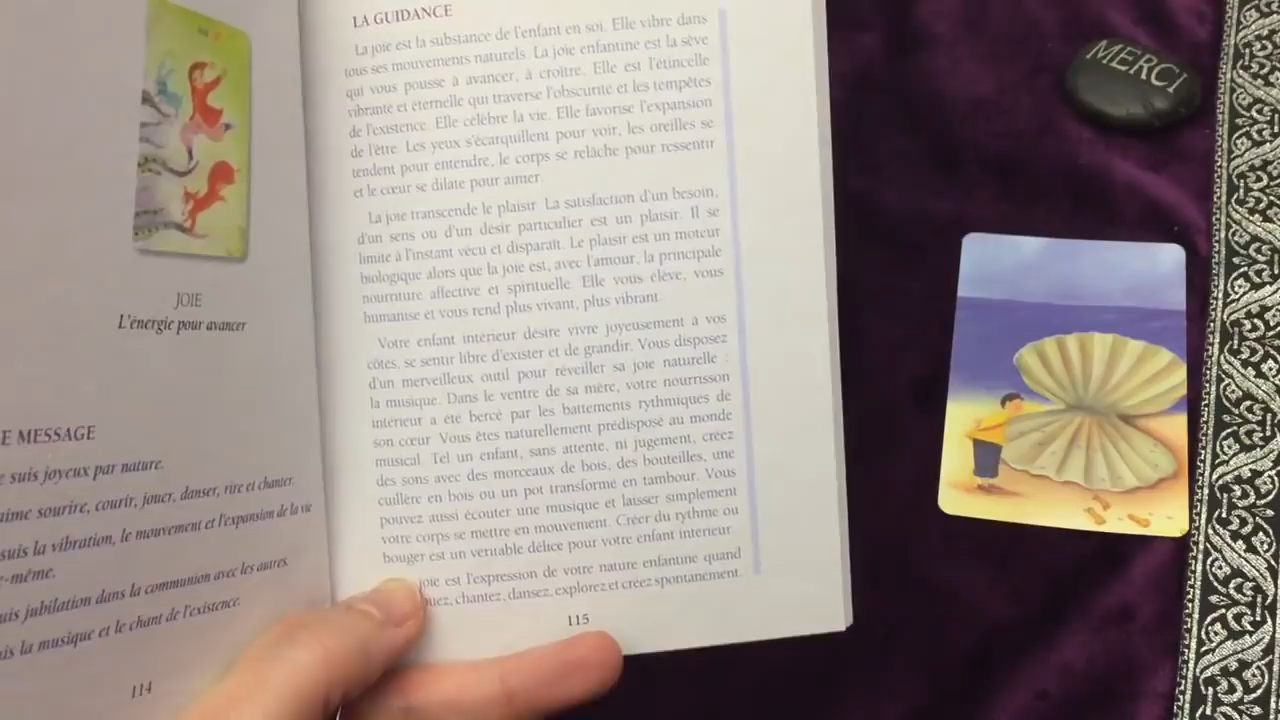 JOIE
L'énergie pour avancer
E MESSAGE
suis joyeux par nature.
aime sourire, courir, jouer, danser, rire et chanter.
suis la vibration, le mouvement et l'expansion de la vie
-même.
uis jubilation dans la communion avec les autres.
is la musique et le chant de l'existence.
114
LA GUIDANCE
La joie est la substance de l'enfant en soi. Elle vibre dans
tous ses mouvements naturels. La joie enfantine est la sève
qui vous pousse à avancer, à croître. Elle est l'étincelle
vibrante et éternelle qui traverse l'obscurité et les tempêtes
de l'existence. Elle célèbre la vie. Elle favorise l'expansion
de l'être. Les yeux s'écarquillent pour voir, les oreilles se
tendent pour entendre, le corps se relâche pour ressentir
et le cœur se dilate pour aimer.
La joie transcende le plaisir. La satisfaction d'un besoin,
d'un sens ou d'un désir particulier est un plaisir. Il se
limite à l'instant vécu et disparaît. Le plaisir est un moteur
biologique alors que la joie est, avec l'amour, la principale
nourriture affective et spirituelle. Elle vous élève, vous
humanise et vous rend plus vivant, plus vibrant.
Votre enfant intérieur désire vivre joyeusement à vos
côtés, se sentir libre d'exister et de grandir. Vous disposez
d'un merveilleux outil pour réveiller sa joie naturelle :
la musique. Dans le ventre de sa mère, votre nourrisson
intérieur a été bercé par les battements rythmiques de
son cœur. Vous êtes naturellement prédisposé au monde
musical. Tel un enfant, sans attente, ni jugement, créez
des sons avec des morceaux de bois, des bouteilles, une
cuillère en bois ou un pot transformé en tambour. Vous
pouvez aussi écouter une musique et laisser simplement
votre corps se mettre en mouvement. Créer du rythme ou
bouger est un véritable délice pour votre enfant intérieur.
joie est l'expression de votre nature enfantine quand
ouez, chantez, dansez, explorez et créez spontanément.
115
MERCI